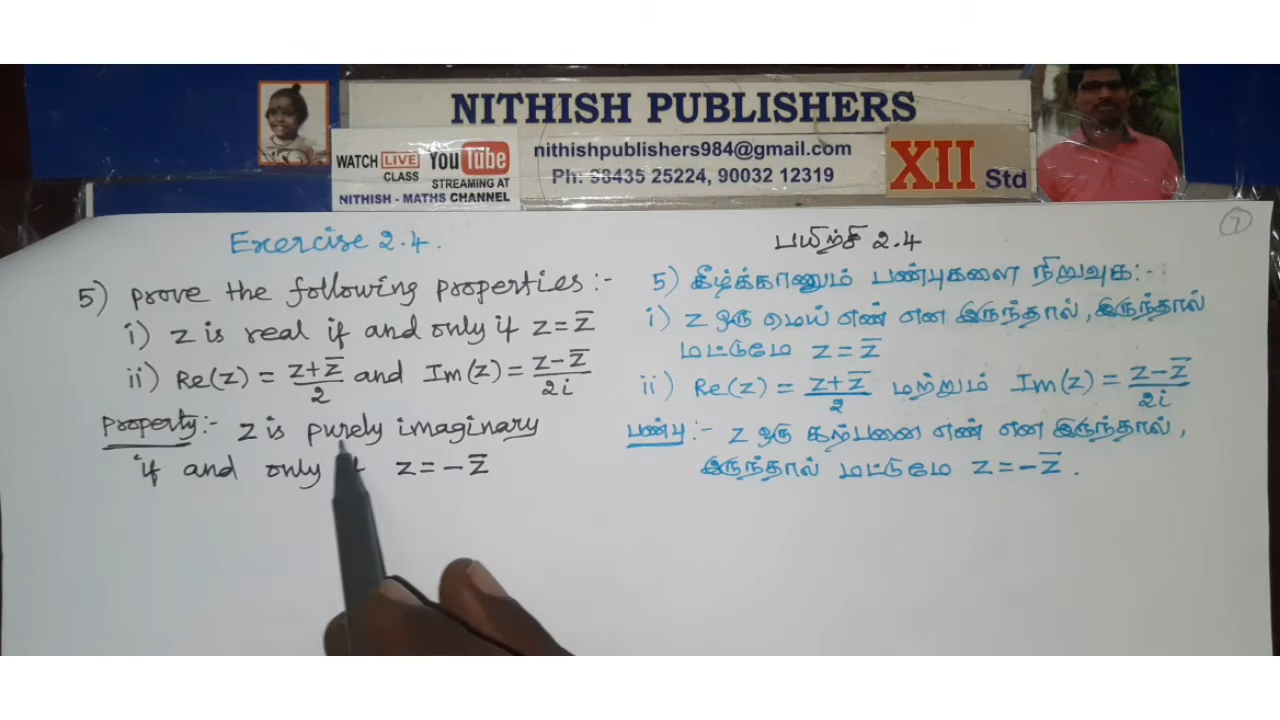 NITHISH PUBLISHERS
WATCH LIVE YouTube
CLASS STREAMING AT
NITHISH - MATHS CHANNEL
nithishpublishers984@gmail.com
Ph: 98435 25224, 90032 12319
XII Std
7
Exercise 2.4.
5) prove the following properties:-
i) z is real if and only if z = z̅
ii) Re(z) = (z+z̅)/2 and Im(z) = (z-z̅)/2i
Property:- z is purely imaginary
if and only z = -z̅
பயிற்சி 2.4
5) கீழ்க்காணும் பண்புகளை நிறுவுக:-
i) z ஒரு மெய் எண் என இருந்தால், இருந்தால்
மட்டுமே z = z̅
ii) Re(z) = (z+z̅)/2 மற்றும் Im(z) = (z-z̅)/2i
பண்பு:- z ஒரு கற்பனை எண் என இருந்தால்,
இருந்தால் மட்டுமே z = -z̅.